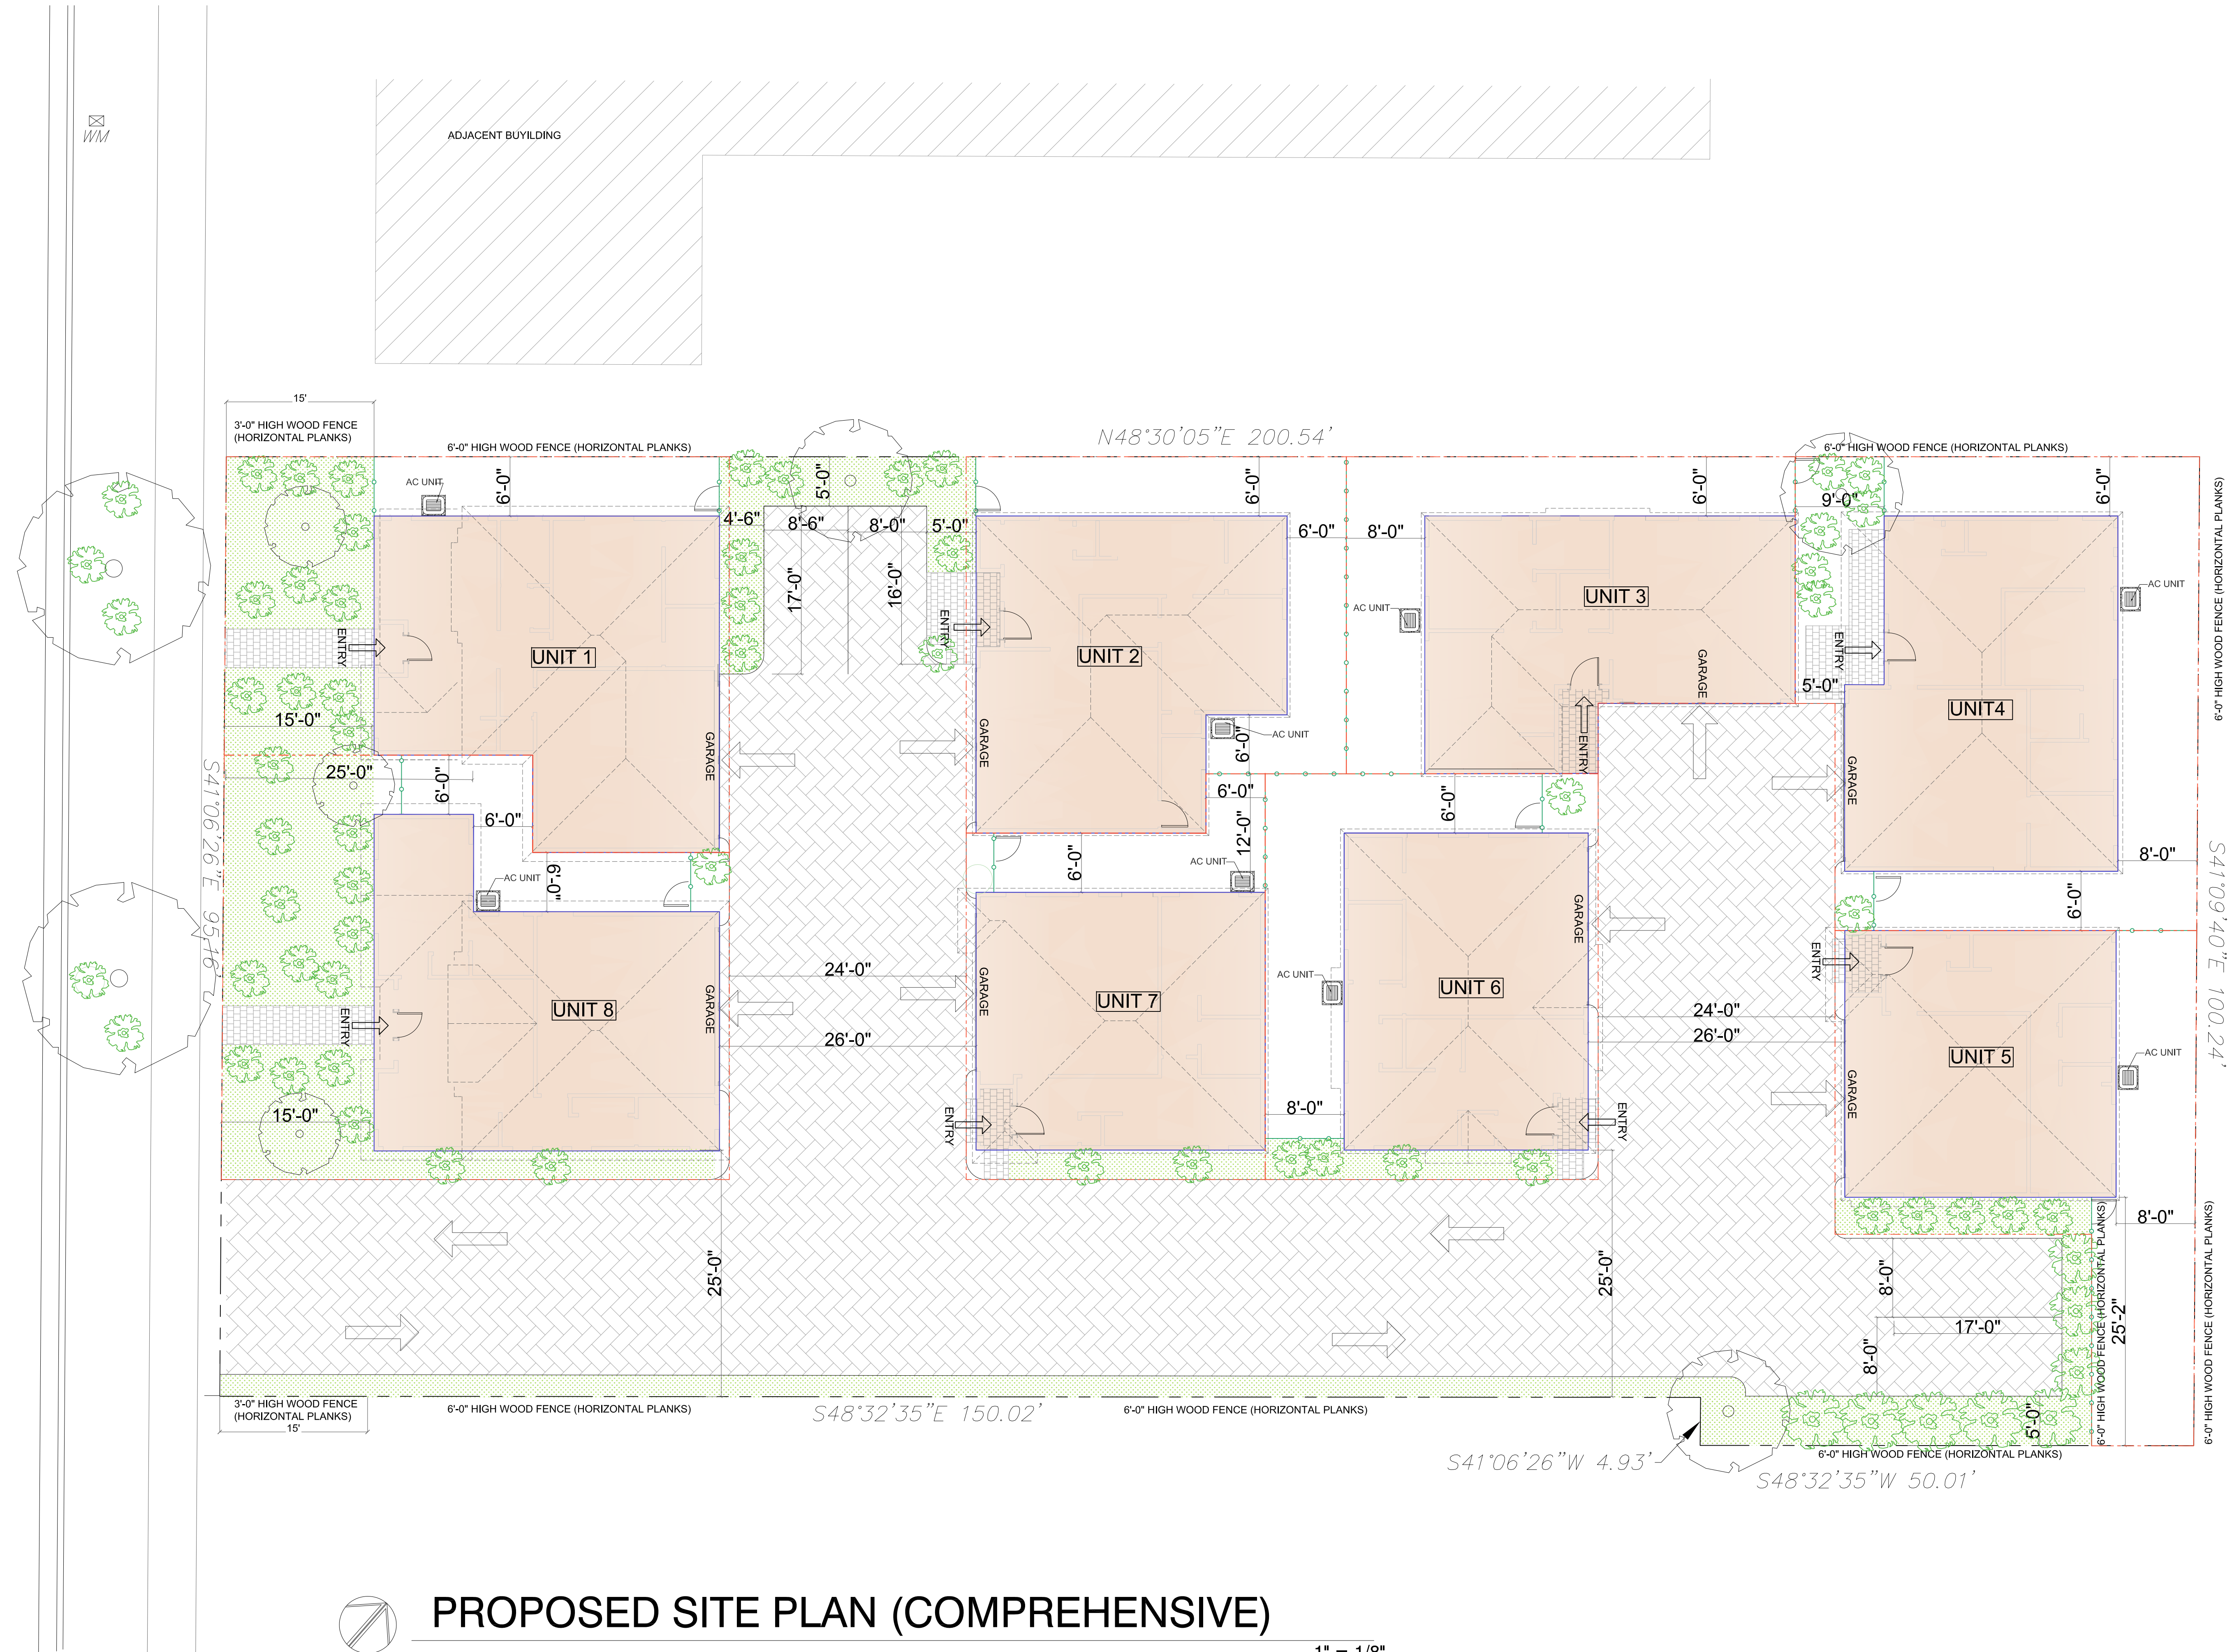 WM
ADJACENT BUYILDING
15'
3'-0" HIGH WOOD FENCE
(HORIZONTAL PLANKS)
6'-0" HIGH WOOD FENCE (HORIZONTAL PLANKS)
N48°30'05"E 200.54'
6'-0" HIGH WOOD FENCE (HORIZONTAL PLANKS)
6'-0" HIGH WOOD FENCE (HORIZONTAL PLANKS)
AC UNIT
6'-0"
5'-0"
6'-0"
6'-0"
6'-0"
9'-0"
4'-6"
8'-6"
8'-0"
5'-0"
6'-0"
8'-0"
17'-0"
16'-0"
AC UNIT
AC UNIT
UNIT 1
UNIT 2
UNIT 3
UNIT4
ENTRY
ENTRY
ENTRY
ENTRY
GARAGE
GARAGE
GARAGE
GARAGE
5'-0"
15'-0"
25'-0"
6'-0"
6'-0"
AC UNIT
6'-0"
6'-0"
12'-0"
6'-0"
6'-0"
AC UNIT
6'-0"
AC UNIT
8'-0"
6'-0"
S41°06'26"E 95.16'
S41°09'40"E 100.24'
UNIT 8
UNIT 7
UNIT 6
UNIT 5
GARAGE
GARAGE
GARAGE
GARAGE
ENTRY
ENTRY
ENTRY
ENTRY
AC UNIT
AC UNIT
24'-0"
26'-0"
24'-0"
26'-0"
15'-0"
8'-0"
8'-0"
25'-0"
25'-0"
8'-0"
17'-0"
8'-0"
25'-2"
5'-0"
6'-0" HIGH WOOD FENCE (HORIZONTAL PLANKS)
6'-0" HIGH WOOD FENCE (HORIZONTAL PLANKS)
3'-0" HIGH WOOD FENCE
(HORIZONTAL PLANKS)
15'
6'-0" HIGH WOOD FENCE (HORIZONTAL PLANKS)
S48°32'35"E 150.02'
6'-0" HIGH WOOD FENCE (HORIZONTAL PLANKS)
6'-0" HIGH WOOD FENCE (HORIZONTAL PLANKS)
S41°06'26"W 4.93'
S48°32'35"W 50.01'
PROPOSED SITE PLAN (COMPREHENSIVE)
1" = 1/8"